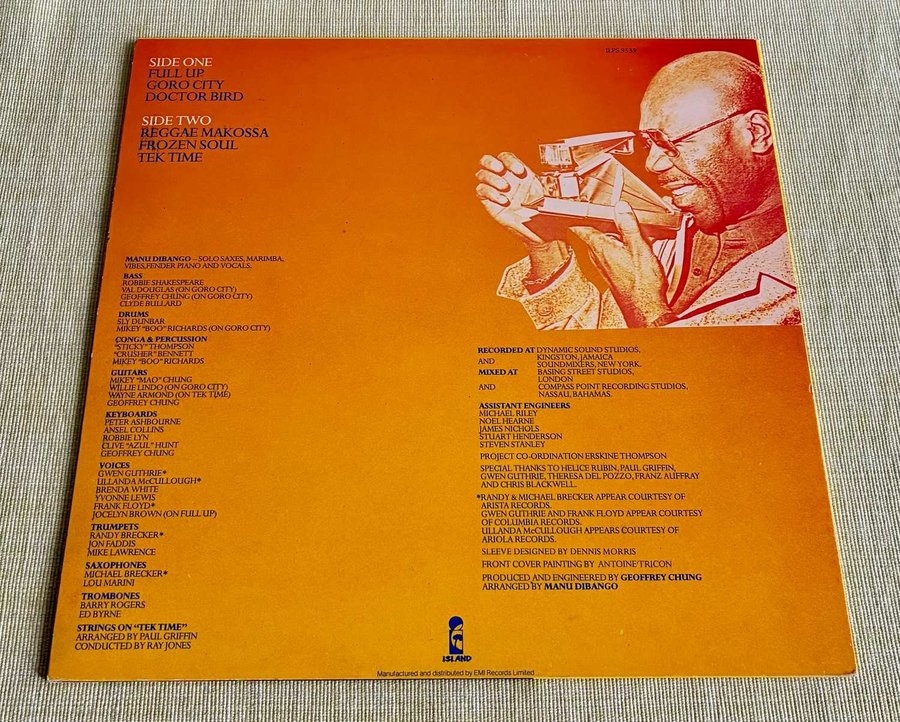 ILPS 9539
SIDE ONE
FULL UP
GORO CITY
DOCTOR BIRD
SIDE TWO
REGGAE MAKOSSA
FROZEN SOUL
TEK TIME
MANU DIBANGO – SOLO SAXES, MARIMBA,
VIBES, FENDER PIANO AND VOCALS.
BASS
ROBBIE SHAKESPEARE
VAL DOUGLAS (ON GORO CITY)
GEOFFREY CHUNG (ON GORO CITY)
CLYDE BULLARD
DRUMS
SLY DUNBAR
MIKEY "BOO" RICHARDS (ON GORO CITY)
CONGA & PERCUSSION
"STICKY" THOMPSON
"CRUSHER" BENNETT
MIKEY "BOO" RICHARDS
GUITARS
MIKEY "MAO" CHUNG
WILLIE LINDO (ON GORO CITY)
WAYNE ARMOND (ON TEK TIME)
GEOFFREY CHUNG
KEYBOARDS
PETER ASHBOURNE
ANSEL COLLINS
ROBBIE LYN
CLIVE "AZUL" HUNT
GEOFFREY CHUNG
VOICES
GWEN GUTHRIE*
ULLANDA McCULLOUGH*
BRENDA WHITE
YVONNE LEWIS
FRANK FLOYD*
JOCELYN BROWN (ON FULL UP)
TRUMPETS
RANDY BRECKER*
JON FADDIS
MIKE LAWRENCE
SAXOPHONES
MICHAEL BRECKER*
LOU MARINI
TROMBONES
BARRY ROGERS
ED BYRNE
STRINGS ON "TEK TIME"
ARRANGED BY PAUL GRIFFIN
CONDUCTED BY RAY JONES
RECORDED AT DYNAMIC SOUND STUDIOS,
KINGSTON, JAMAICA
AND SOUNDMIXERS, NEW YORK.
MIXED AT BASING STREET STUDIOS,
LONDON
AND COMPASS POINT RECORDING STUDIOS,
NASSAU, BAHAMAS.
ASSISTANT ENGINEERS
MICHAEL RILEY
NOEL HEARNE
JAMES NICHOLS
STUART HENDERSON
STEVEN STANLEY
PROJECT CO-ORDINATION ERSKINE THOMPSON
SPECIAL THANKS TO HELICE RUBIN, PAUL GRIFFIN,
GWEN GUTHRIE, THERESA DEL POZZO, FRANZ AUFFRAY
AND CHRIS BLACKWELL.
*RANDY & MICHAEL BRECKER APPEAR COURTESY OF
ARISTA RECORDS.
GWEN GUTHRIE AND FRANK FLOYD APPEAR COURTESY
OF COLUMBIA RECORDS.
ULLANDA McCULLOUGH APPEARS COURTESY OF
ARIOLA RECORDS.
SLEEVE DESIGNED BY DENNIS MORRIS
FRONT COVER PAINTING BY ANTOINE/TRICON
PRODUCED AND ENGINEERED BY GEOFFREY CHUNG
ARRANGED BY MANU DIBANGO
ISLAND
Manufactured and distributed by EMI Records Limited